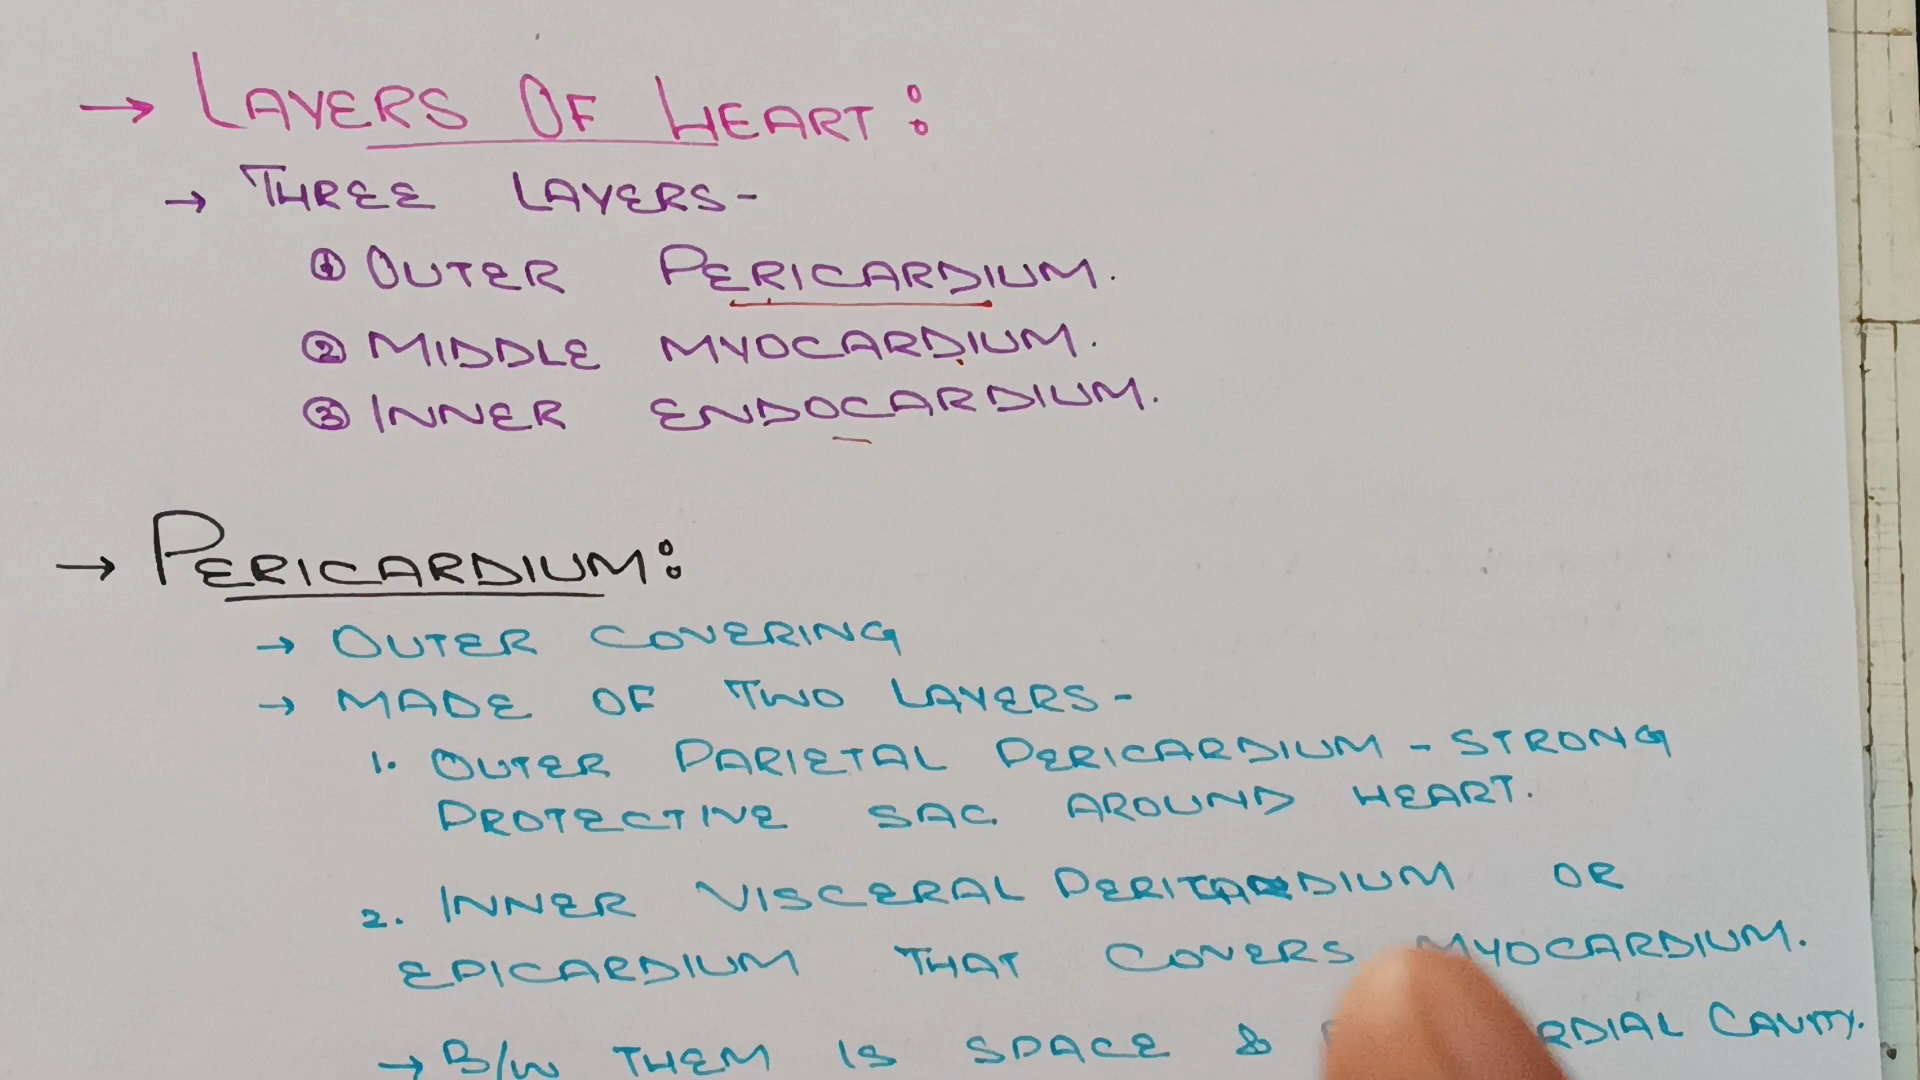 → LAYERS OF HEART:
→ THREE LAYERS-
① OUTER PERICARDIUM.
② MIDDLE MYOCARDIUM.
③ INNER ENDOCARDIUM.
→ PERICARDIUM:
→ OUTER COVERING
→ MADE OF TWO LAYERS-
1. OUTER PARIETAL PERICARDIUM - STRONG
PROTECTIVE SAC AROUND HEART.
2. INNER VISCERAL PERICARDIUM OR
EPICARDIUM THAT COVERS MYOCARDIUM.
→ B/W THEM IS SPACE & CAVITY.